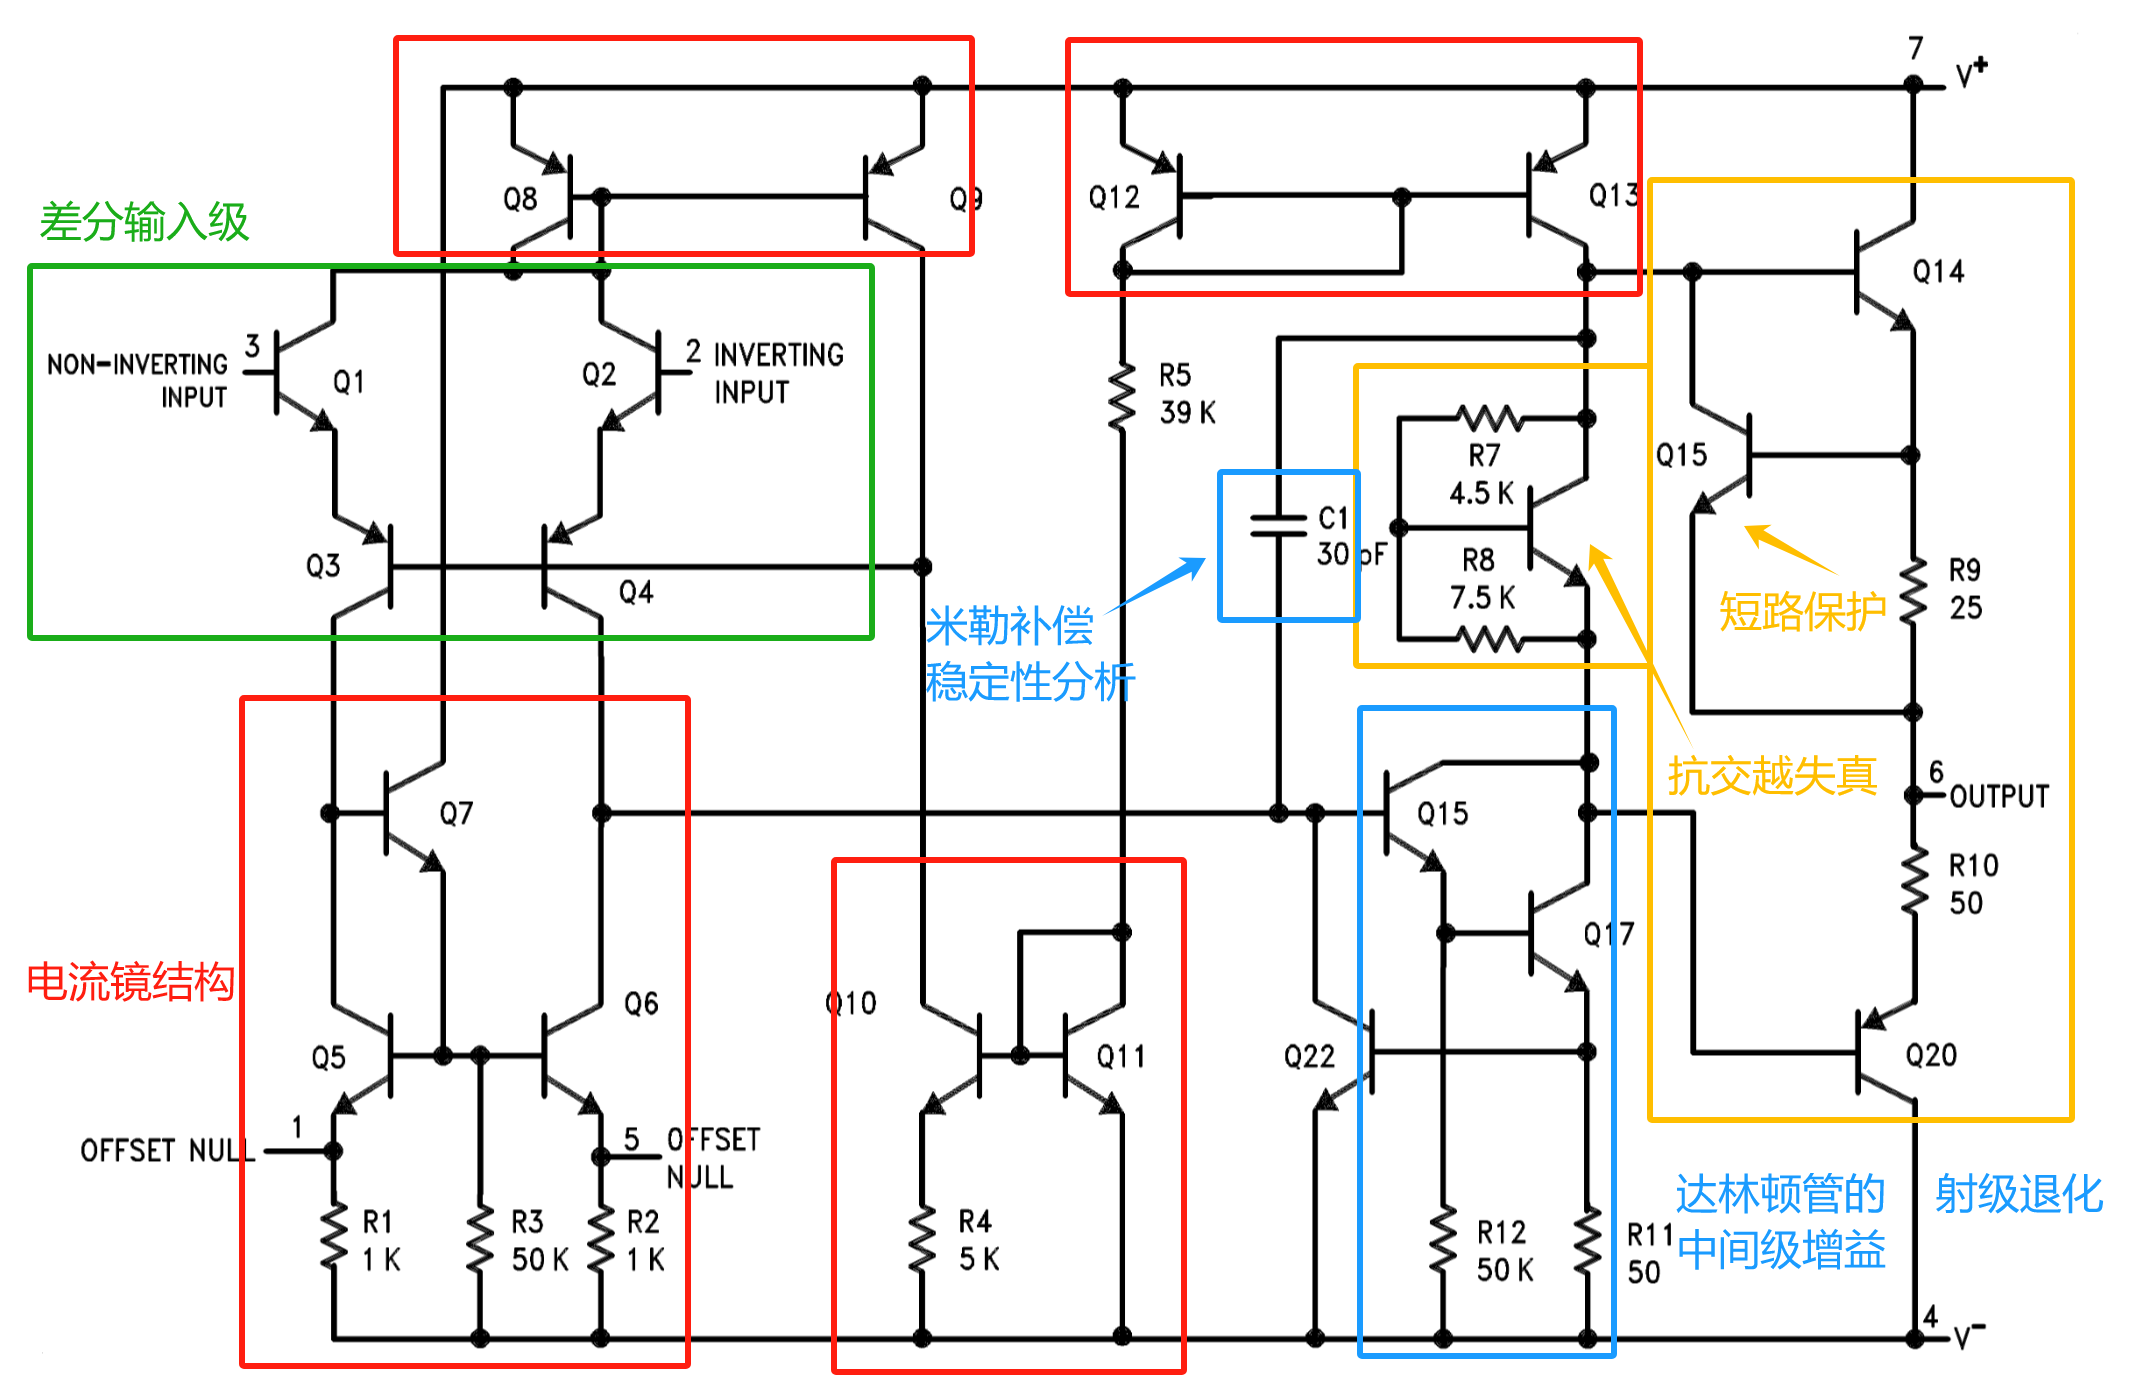 7
V+
Q8
Q9
Q12
Q13
差分输入级
Q14
NON-INVERTING
INPUT
3
Q1
Q2
2
INVERTING
INPUT
R5
39 K
Q15
R7
4.5 K
C1
30 pF
R8
7.5 K
R9
25
短路保护
Q3
Q4
米勒补偿
稳定性分析
抗交越失真
6
OUTPUT
Q7
Q15
R10
50
Q17
电流镜结构
Q5
Q6
Q10
Q11
Q22
Q20
1
OFFSET NULL
5
OFFSET
NULL
R1
1 K
R3
50 K
R2
1 K
R4
5 K
R12
50 K
R11
50
达林顿管的
中间级增益
射级退化
4
V−